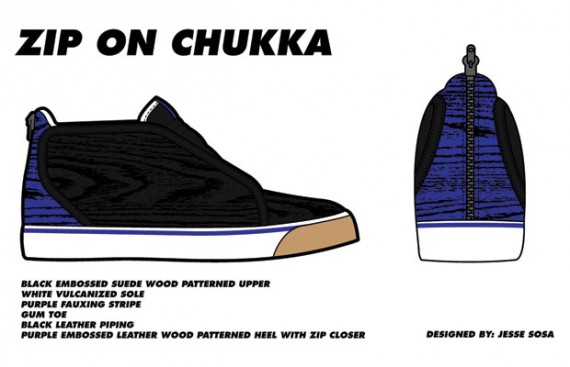 ZIP ON CHUKKA
BLACK EMBOSSED SUEDE WOOD PATTERNED UPPER
WHITE VULCANIZED SOLE
PURPLE FAUXING STRIPE
GUM TOE
BLACK LEATHER PIPING
PURPLE EMBOSSED LEATHER WOOD PATTERNED HEEL WITH ZIP CLOSER
DESIGNED BY: JESSE SOSA